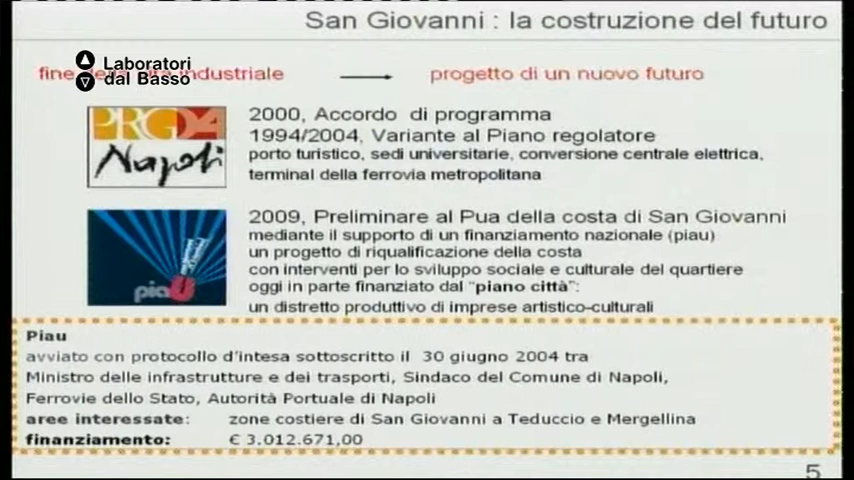 San Giovanni : la costruzione del futuro
Laboratori
dal Basso
fine della industriale
progetto di un nuovo futuro
PRG04
Napoli
2000, Accordo di programma
1994/2004, Variante al Piano regolatore
porto turistico, sedi universitarie, conversione centrale elettrica,
terminal della ferrovia metropolitana
piau
2009, Preliminare al Pua della costa di San Giovanni
mediante il supporto di un finanziamento nazionale (piau)
un progetto di riqualificazione della costa
con interventi per lo sviluppo sociale e culturale del quartiere
oggi in parte finanziato dal "piano città":
un distretto produttivo di imprese artistico-culturali
Piau
avviato con protocollo d'intesa sottoscritto il 30 giugno 2004 tra
Ministro delle infrastrutture e dei trasporti, Sindaco del Comune di Napoli,
Ferrovie dello Stato, Autorità Portuale di Napoli
aree interessate: zone costiere di San Giovanni a Teduccio e Mergellina
finanziamento: € 3.012.671,00
5